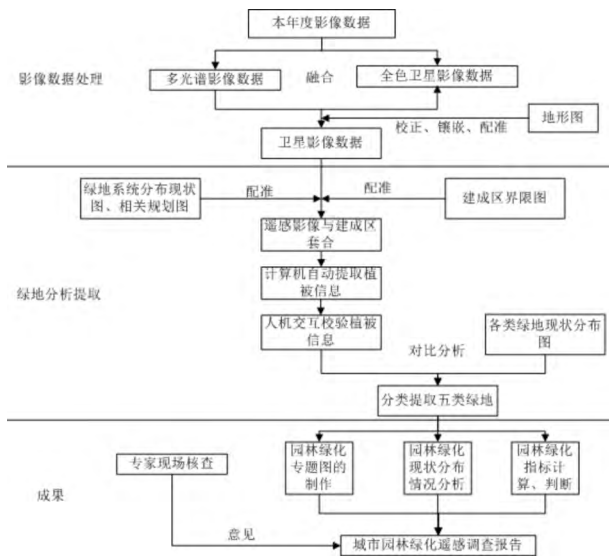 本年度影像数据
影像数据处理
多光谱影像数据
融合
全色卫星影像数据
地形图
校正、镶嵌、配准
卫星影像数据
绿地系统分布现状
图、相关规划图
配准
配准
建成区界限图
遥感影像与建成区
套合
计算机自动提取植
被信息
绿地分析提取
人机交互校验植被
信息
各类绿地现状分布
图
对比分析
分类提取五类绿地
专家现场核查
园林绿化
专题图的
制作
园林绿化
现状分布
情况分析
园林绿化
指标计
算、判断
成果
意见
城市园林绿化遥感调查报告